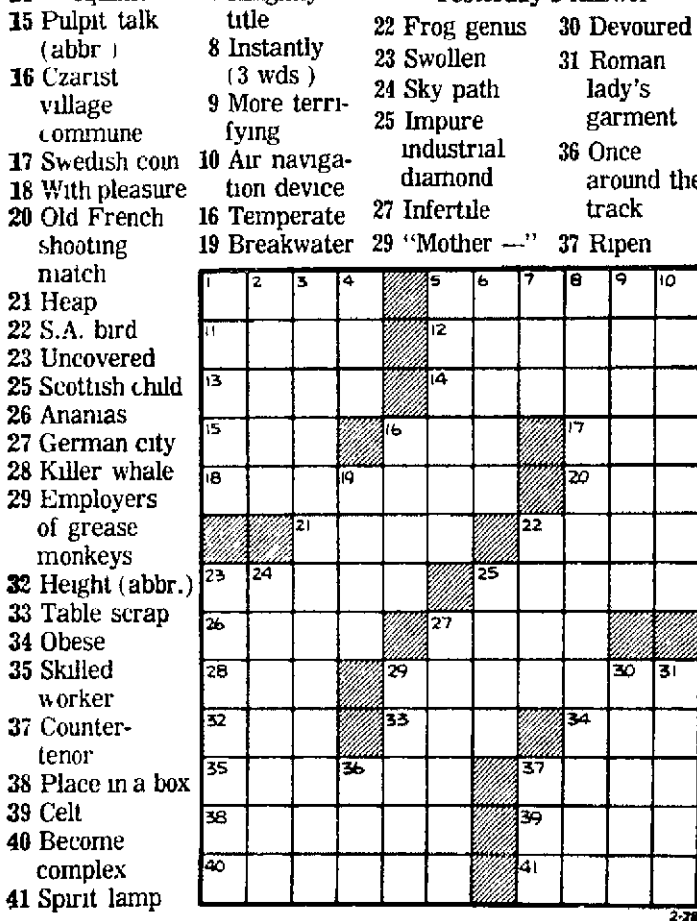 15 Pulpit talk
(abbr )
16 Czarist
village
commune
17 Swedish coin
18 With pleasure
20 Old French
shooting
match
21 Heap
22 S.A. bird
23 Uncovered
25 Scottish child
26 Ananias
27 German city
28 Killer whale
29 Employers
of grease
monkeys
32 Height (abbr.)
33 Table scrap
34 Obese
35 Skilled
worker
37 Counter-
tenor
38 Place in a box
39 Celt
40 Become
complex
41 Spirit lamp
title
8 Instantly
(3 wds )
9 More terri-
fying
10 Air naviga-
tion device
16 Temperate
19 Breakwater
22 Frog genus
23 Swollen
24 Sky path
25 Impure
industrial
diamond
27 Infertile
29 "Mother —"
30 Devoured
31 Roman
lady's
garment
36 Once
around the
track
37 Ripen
1 2 3 4 5 6 7 8 9 10
11 12
13 14
15 16 17
18 19 20
21 22
23 24 25
26 27
28 29 30 31
32 33 34
35 36 37
38 39
40 41